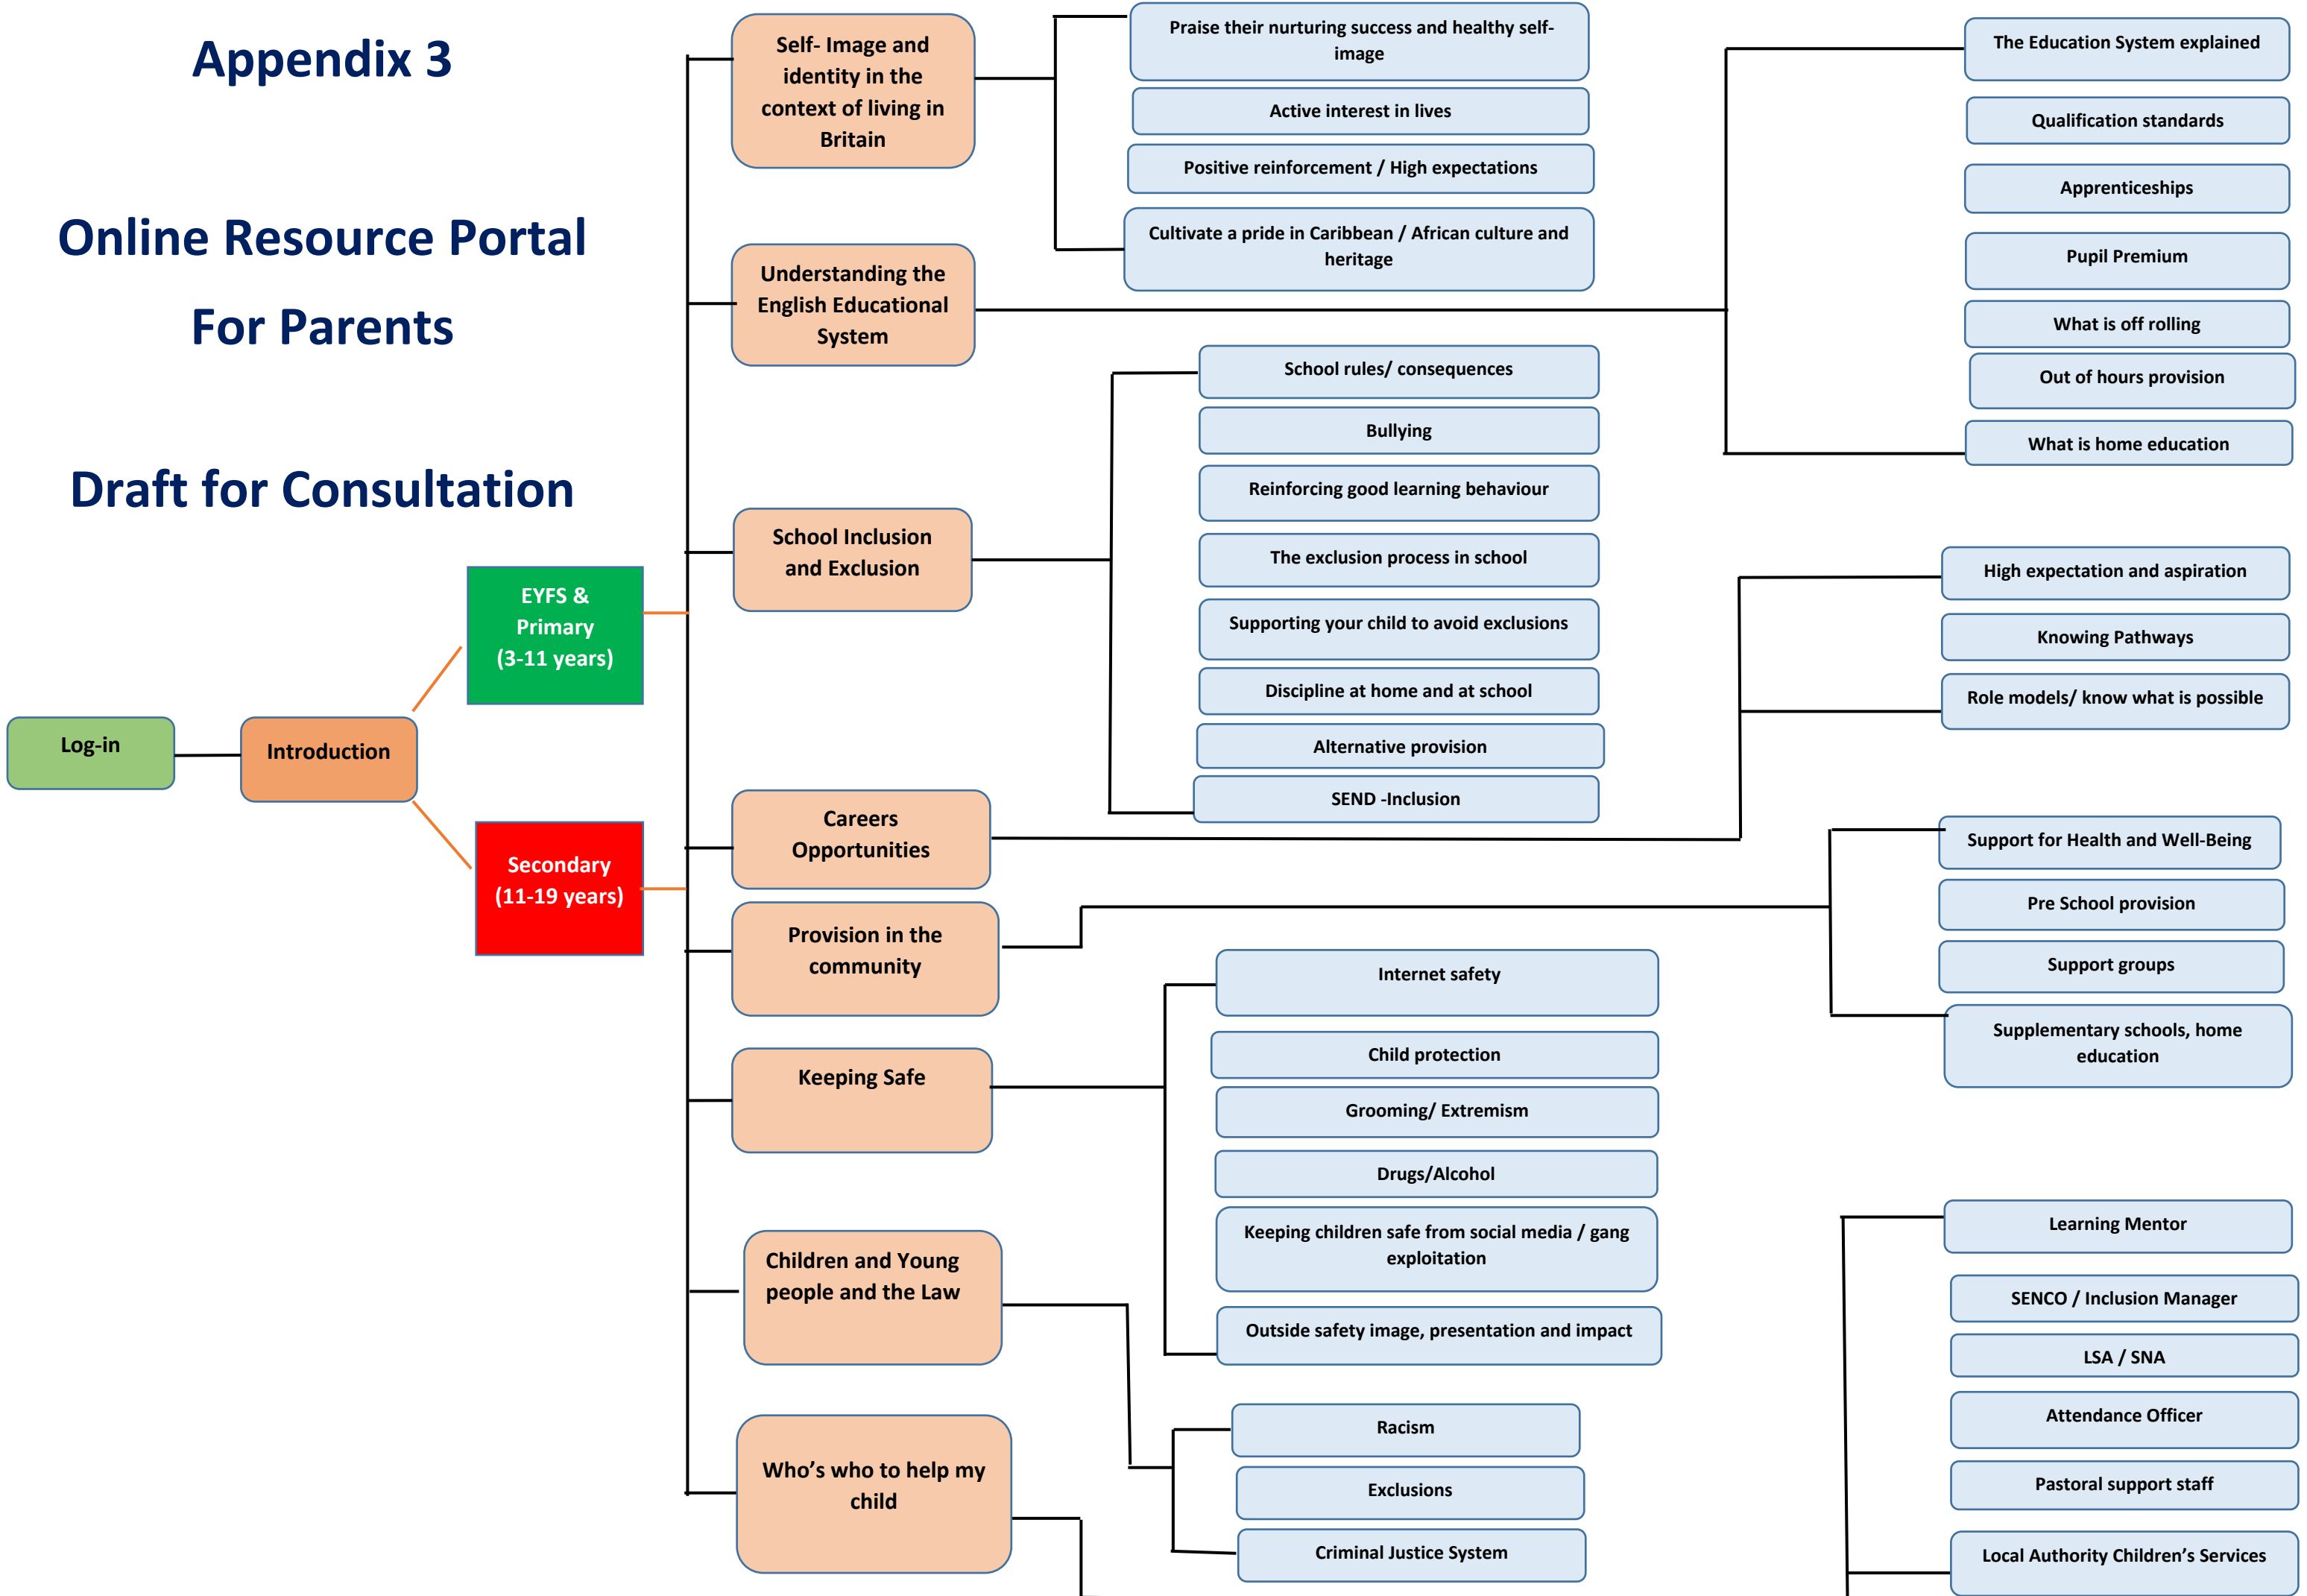 Appendix 3
Online Resource Portal
For Parents
Draft for Consultation
Log-in
Introduction
EYFS &
Primary
(3-11 years)
Secondary
(11-19 years)
Self- Image and
identity in the
context of living in
Britain
Praise their nurturing success and healthy self-
image
Active interest in lives
Positive reinforcement / High expectations
Cultivate a pride in Caribbean / African culture and
heritage
Understanding the
English Educational
System
The Education System explained
Qualification standards
Apprenticeships
Pupil Premium
What is off rolling
Out of hours provision
What is home education
School Inclusion
and Exclusion
School rules/ consequences
Bullying
Reinforcing good learning behaviour
The exclusion process in school
Supporting your child to avoid exclusions
Discipline at home and at school
Alternative provision
SEND -Inclusion
Careers
Opportunities
High expectation and aspiration
Knowing Pathways
Role models/ know what is possible
Provision in the
community
Support for Health and Well-Being
Pre School provision
Support groups
Supplementary schools, home
education
Keeping Safe
Internet safety
Child protection
Grooming/ Extremism
Drugs/Alcohol
Keeping children safe from social media / gang
exploitation
Outside safety image, presentation and impact
Children and Young
people and the Law
Racism
Exclusions
Criminal Justice System
Who’s who to help my
child
Learning Mentor
SENCO / Inclusion Manager
LSA / SNA
Attendance Officer
Pastoral support staff
Local Authority Children’s Services